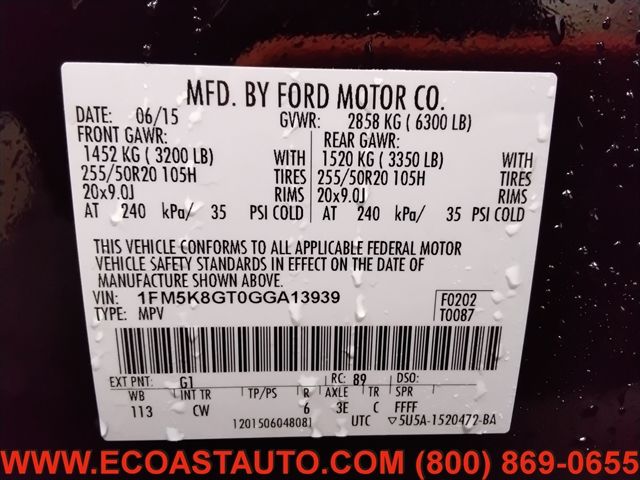 MFD. BY FORD MOTOR CO.
DATE: 06/15 GVWR: 2858 KG (6300 LB)
FRONT GAWR: REAR GAWR:
1452 KG (3200 LB) WITH 1520 KG (3350 LB) WITH
255/50R20 105H TIRES 255/50R20 105H TIRES
20x9.0J RIMS 20x9.0J RIMS
AT 240 kPa/ 35 PSI COLD AT 240 kPa/ 35 PSI COLD
THIS VEHICLE CONFORMS TO ALL APPLICABLE FEDERAL MOTOR
VEHICLE SAFETY STANDARDS IN EFFECT ON THE DATE OF
MANUFACTURE SHOWN ABOVE.
VIN: 1FM5K8GT0GGA13939 F0202
TYPE: MPV T0087
EXT PNT: G1 RC: 89 DSO:
WB INT TR TP/PS R AXLE TR SPR
113 CW 6 3E C FFFF
1201506048081 UTC ▽5U5A-1520472-BA
WWW.ECOASTAUTO.COM (800) 869-0655